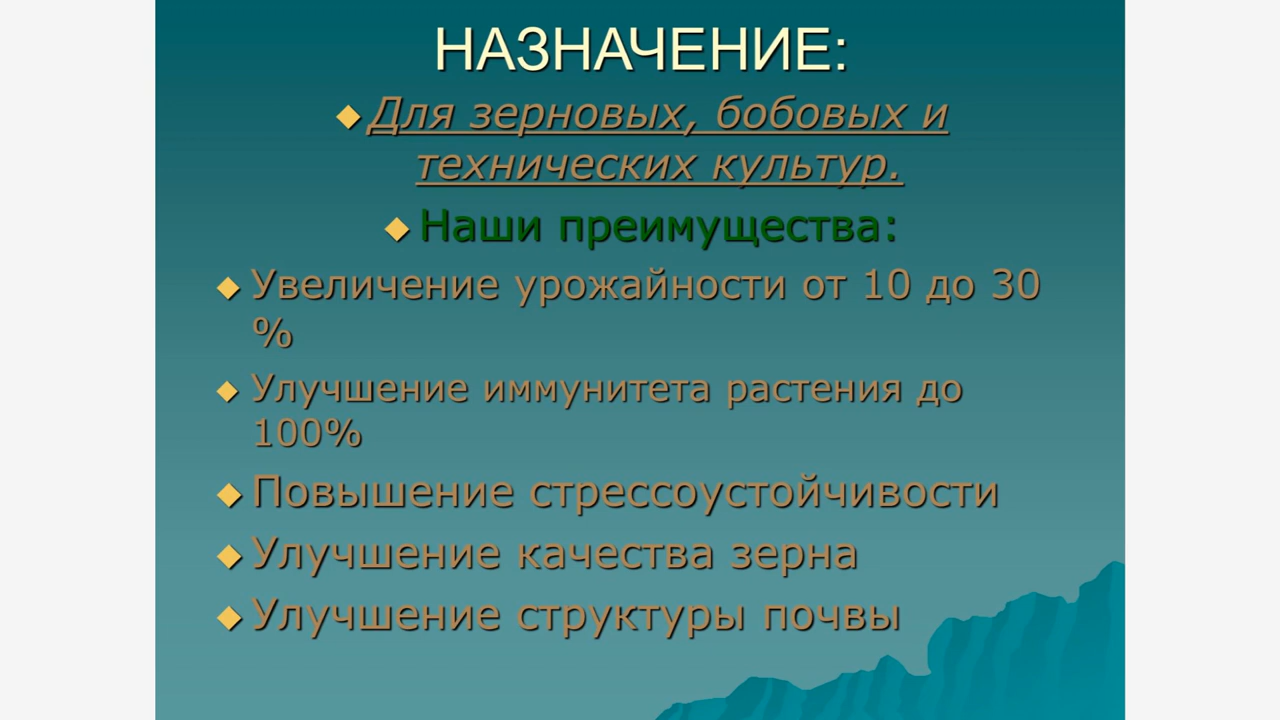 НАЗНАЧЕНИЕ:
Для зерновых, бобовых и
технических культур.
Наши преимущества:
Увеличение урожайности от 10 до 30
%
Улучшение иммунитета растения до
100%
Повышение стрессоустойчивости
Улучшение качества зерна
Улучшение структуры почвы